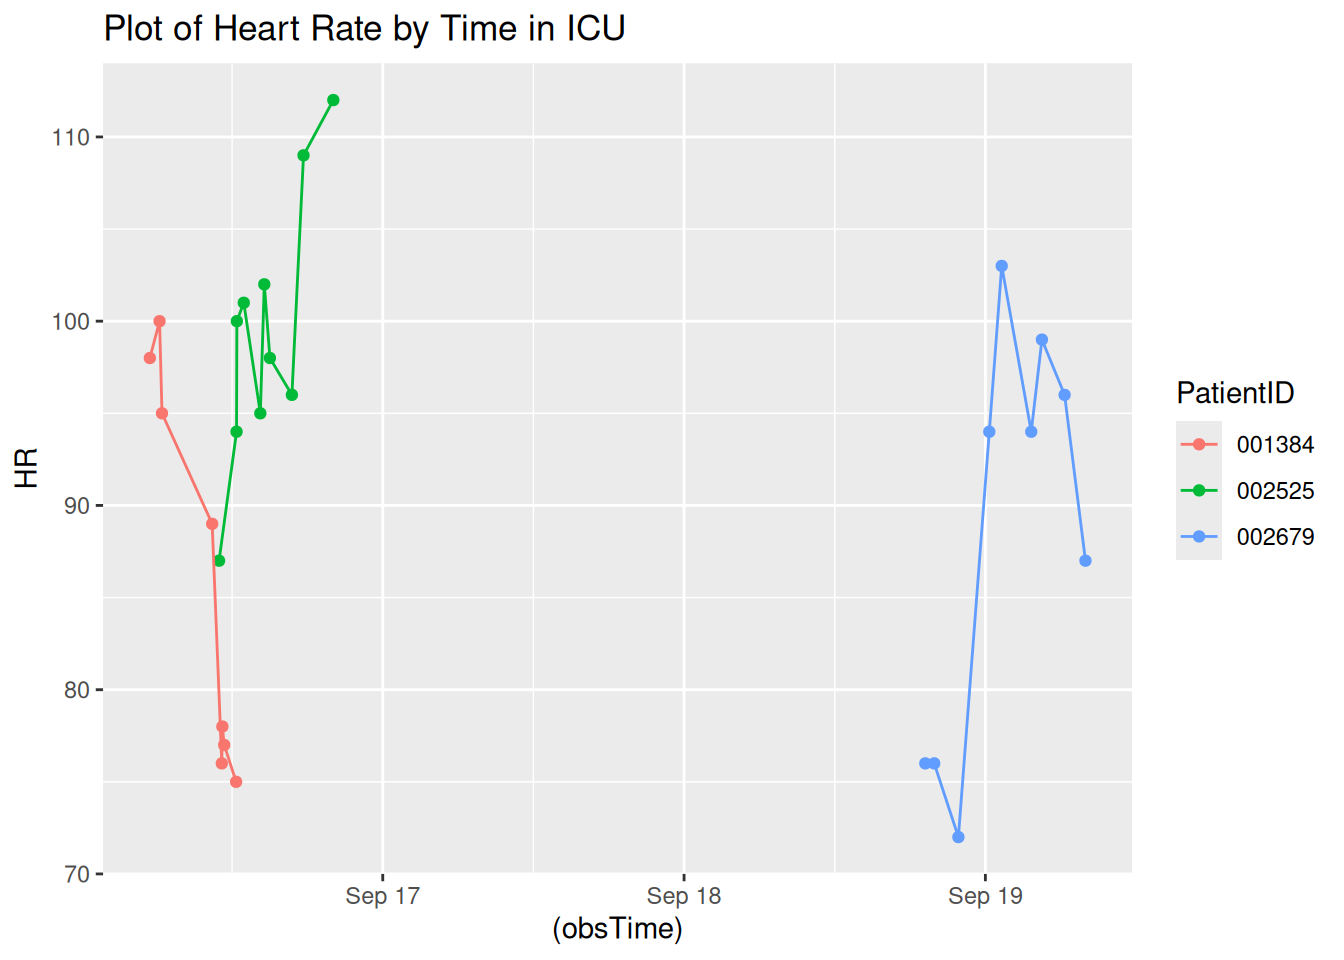 Plot of Heart Rate by Time in ICU
110
100
90
80
70
HR
Sep 17
Sep 18
Sep 19
(obsTime)
PatientID
001384
002525
002679